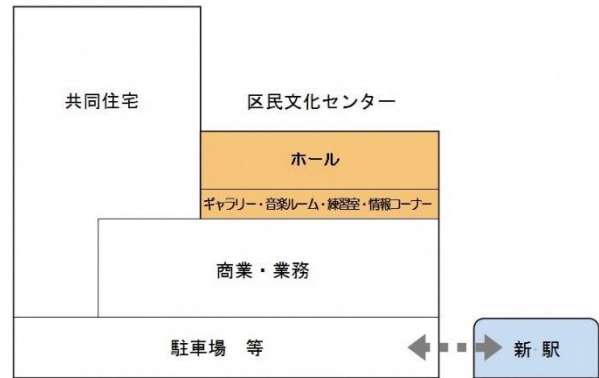 共同住宅
区民文化センター
ホール
ギャラリー・音楽ルーム・練習室・情報コーナー
商業・業務
駐車場　等
新 駅